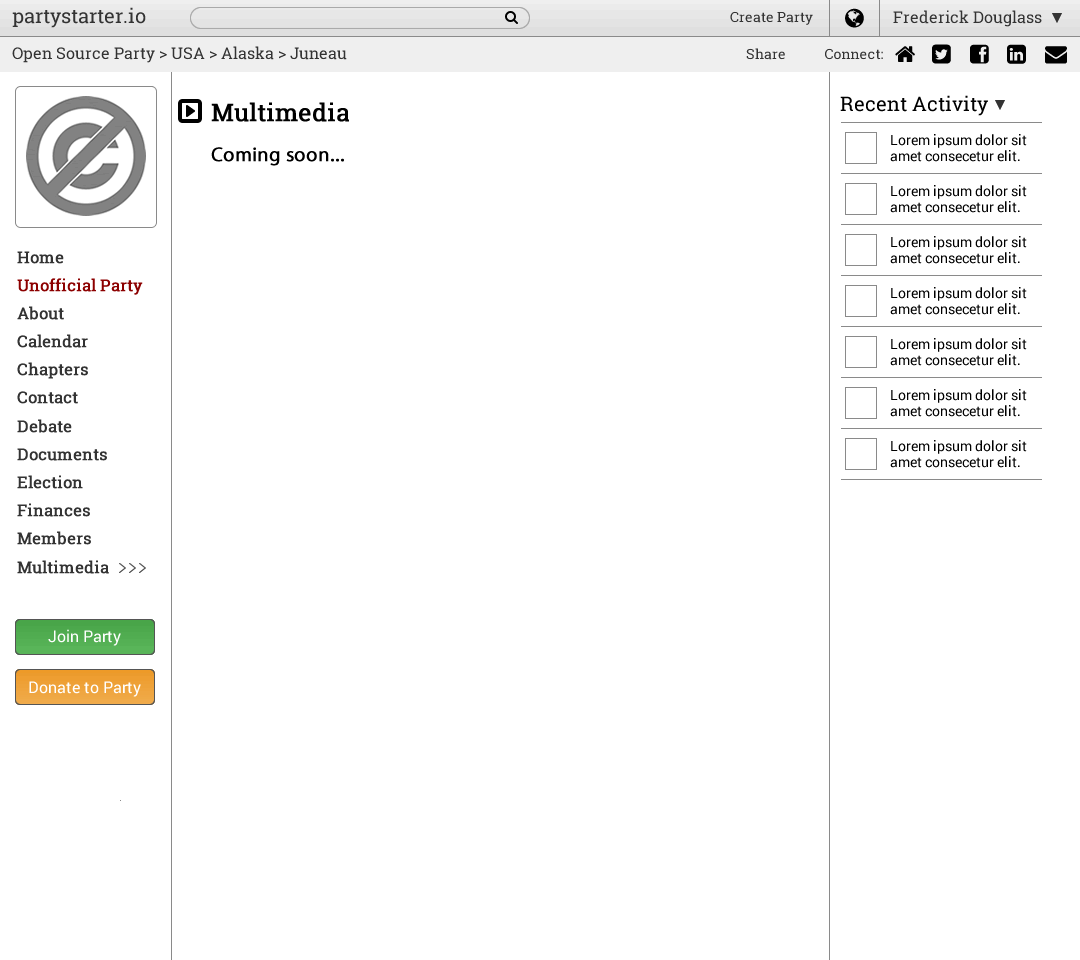 partystarter.io
Create Party
Frederick Douglass ▼
Open Source Party > USA > Alaska > Juneau
Share
Connect:
Home
Unofficial Party
About
Calendar
Chapters
Contact
Debate
Documents
Election
Finances
Members
Multimedia >>>
Join Party
Donate to Party
Multimedia
Coming soon...
Recent Activity ▼
Lorem ipsum dolor sit
amet consecetur elit.
Lorem ipsum dolor sit
amet consecetur elit.
Lorem ipsum dolor sit
amet consecetur elit.
Lorem ipsum dolor sit
amet consecetur elit.
Lorem ipsum dolor sit
amet consecetur elit.
Lorem ipsum dolor sit
amet consecetur elit.
Lorem ipsum dolor sit
amet consecetur elit.